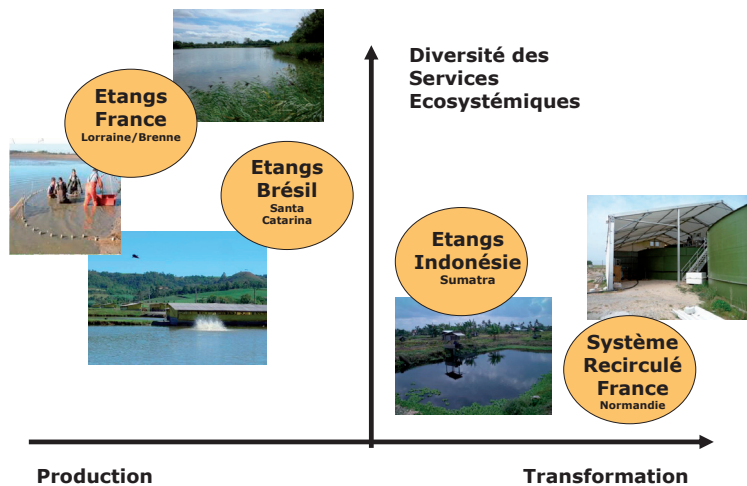 Diversité des
Services
Ecosystémiques
Etangs
France
Lorraine/Brenne
Etangs
Brésil
Santa
Catarina
Etangs
Indonésie
Sumatra
Système
Recirculé
France
Normandie
Production
Transformation